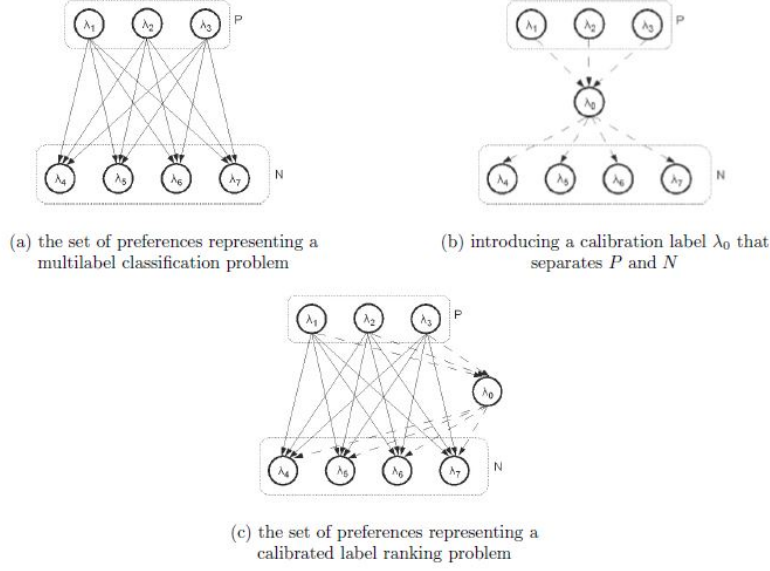 λ1 λ2 λ3 P
λ4 λ5 λ6 λ7 N
(a) the set of preferences representing a
multilabel classification problem
λ1 λ2 λ3 P
λ0
λ4 λ5 λ6 λ7 N
(b) introducing a calibration label λ0 that
separates P and N
λ1 λ2 λ3 P
λ0
λ4 λ5 λ6 λ7 N
(c) the set of preferences representing a
calibrated label ranking problem